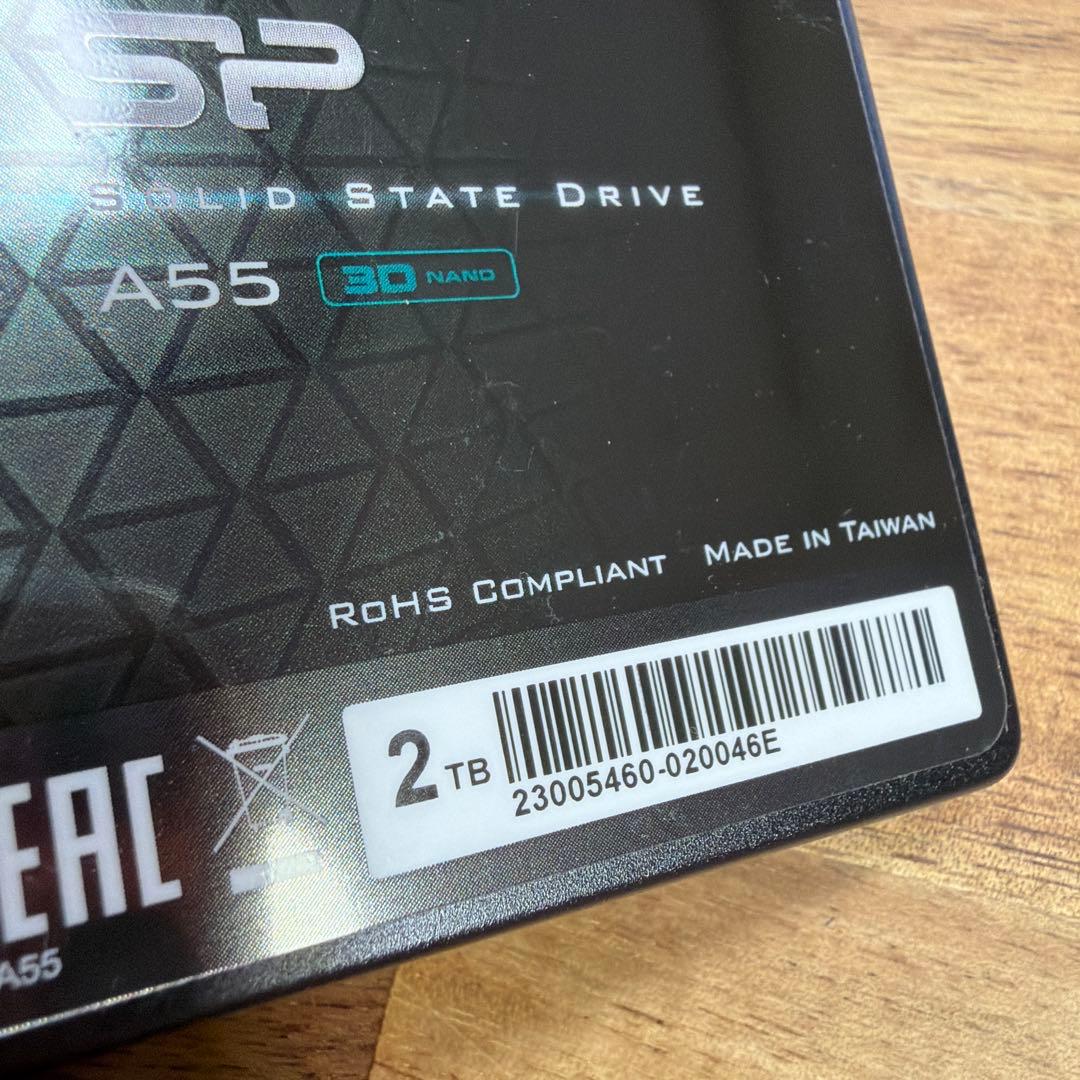 SP
SOLID STATE DRIVE
A55 3D NAND
RoHS COMPLIANT MADE IN TAIWAN
2TB
23005460-020046E
EAC
A55